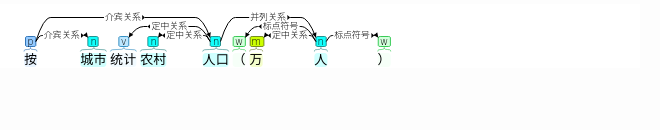 介宾关系 并列关系
定中关系 标点符号
介宾关系 定中关系 定中关系 标点符号
p n v n n w m n w
按 城市 统计 农村 人口 （ 万 人 ）